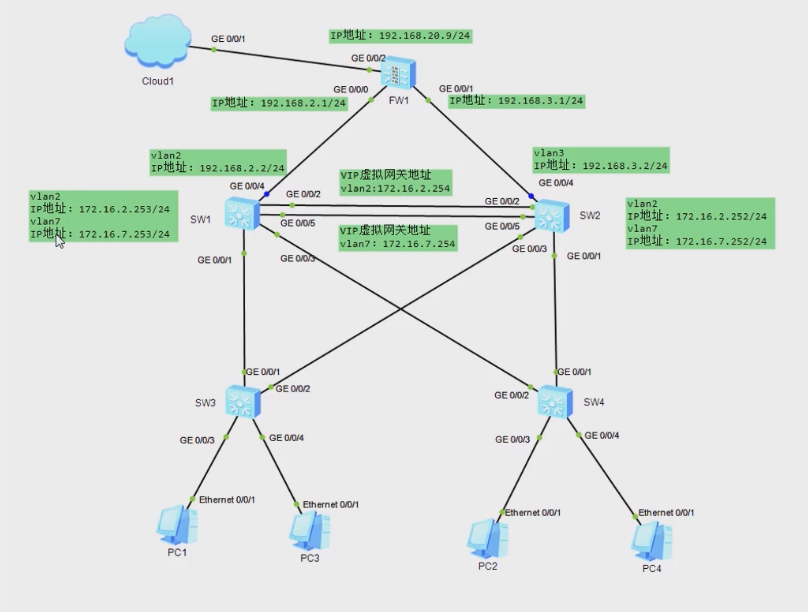 IP地址: 192.168.20.9/24
GE 0/0/1
GE 0/0/2
Cloud1
GE 0/0/0
GE 0/0/1
FW1
IP地址: 192.168.2.1/24
IP地址: 192.168.3.1/24
vlan2
IP地址: 192.168.2.2/24
vlan3
IP地址: 192.168.3.2/24
VIP虚拟网关地址
vlan2:172.16.2.254
GE 0/0/4
GE 0/0/4
GE 0/0/2
GE 0/0/2
vlan2
IP地址: 172.16.2.253/24
vlan7
IP地址: 172.16.7.253/24
SW1
SW2
vlan2
IP地址: 172.16.2.252/24
vlan7
IP地址: 172.16.7.252/24
GE 0/0/5
GE 0/0/5
VIP虚拟网关地址
vlan7: 172.16.7.254
GE 0/0/1
GE 0/0/3
GE 0/0/3
GE 0/0/1
GE 0/0/1
GE 0/0/2
GE 0/0/1
GE 0/0/2
SW3
SW4
GE 0/0/3
GE 0/0/4
GE 0/0/3
GE 0/0/4
Ethernet 0/0/1
Ethernet 0/0/1
Ethernet 0/0/1
Ethernet 0/0/1
PC1
PC3
PC2
PC4